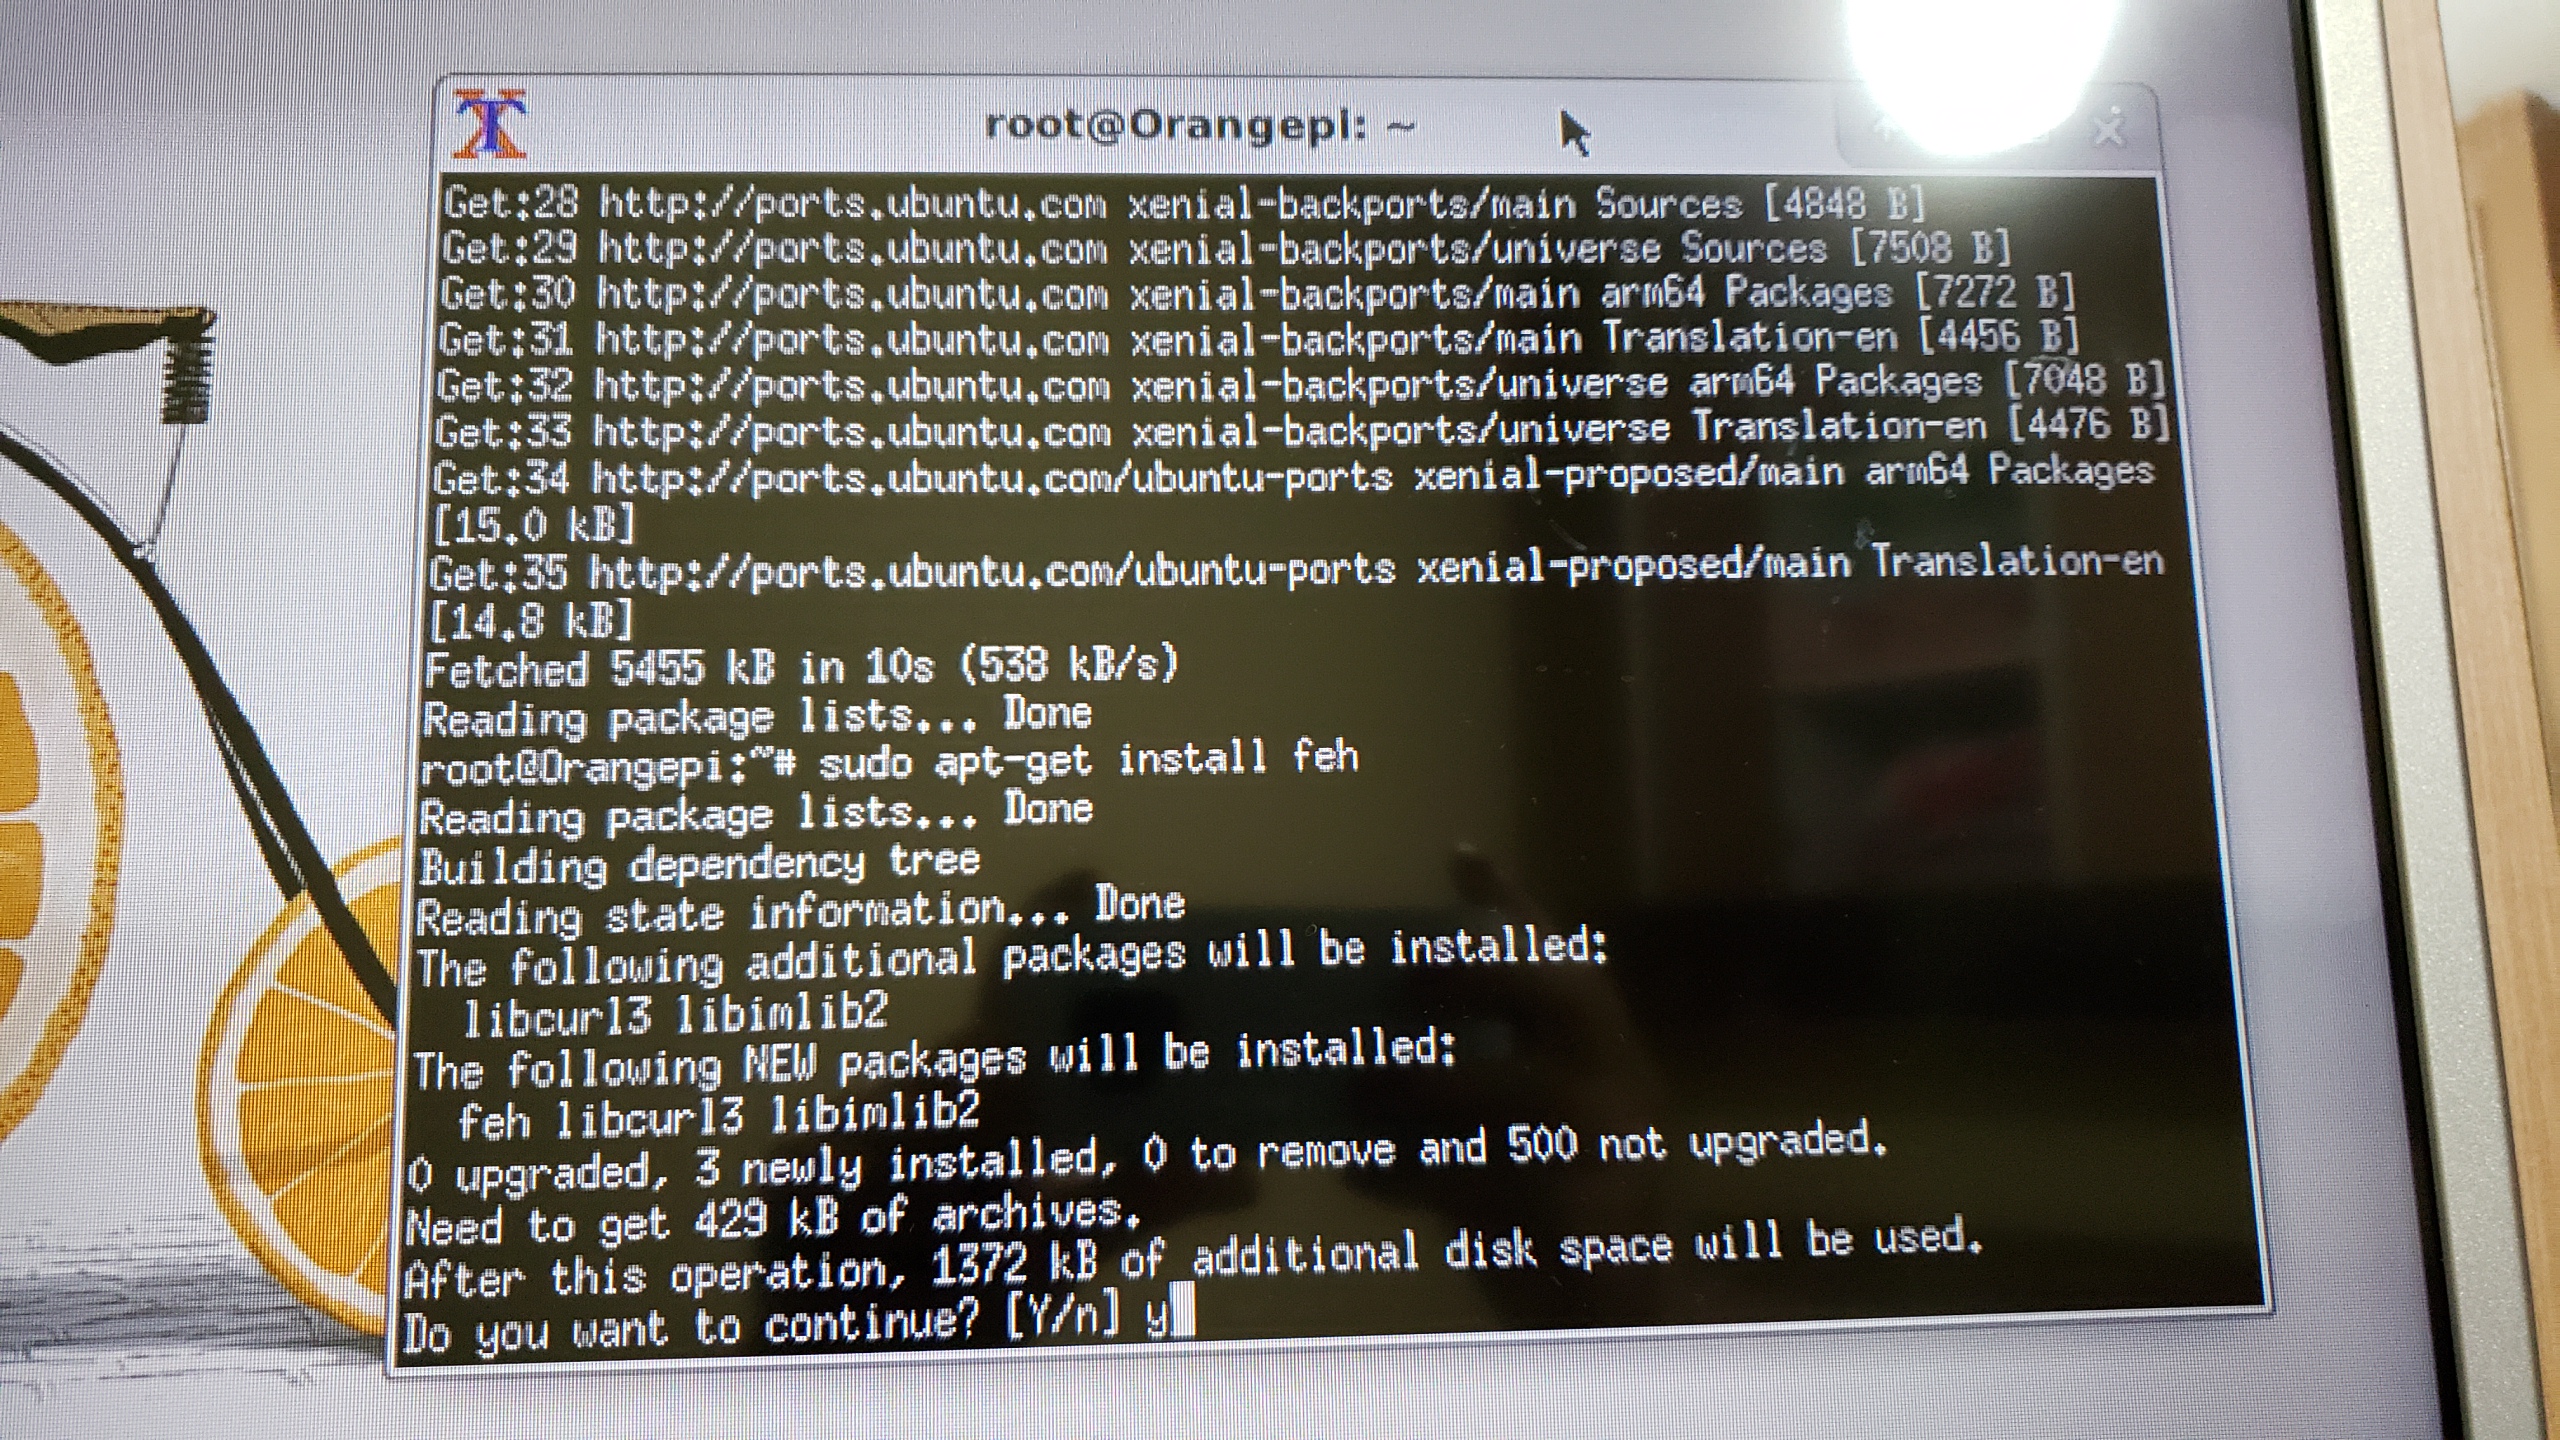 root@Orangepi: ~
Get:28 http://ports.ubuntu.com xenial-backports/main Sources [4848 B]
Get:29 http://ports.ubuntu.com xenial-backports/universe Sources [7508 B]
Get:30 http://ports.ubuntu.com xenial-backports/main arm64 Packages [7272 B]
Get:31 http://ports.ubuntu.com xenial-backports/main Translation-en [4456 B]
Get:32 http://ports.ubuntu.com xenial-backports/universe arm64 Packages [7048 B]
Get:33 http://ports.ubuntu.com xenial-backports/universe Translation-en [4476 B]
Get:34 http://ports.ubuntu.com/ubuntu-ports xenial-proposed/main arm64 Packages
[15.0 kB]
Get:35 http://ports.ubuntu.com/ubuntu-ports xenial-proposed/main Translation-en
[14.8 kB]
Fetched 5455 kB in 10s (538 kB/s)
Reading package lists... Done
root@Orangepi:~# sudo apt-get install feh
Reading package lists... Done
Building dependency tree
Reading state information... Done
The following additional packages will be installed:
  libcurl3 libimlib2
The following NEW packages will be installed:
  feh libcurl3 libimlib2
0 upgraded, 3 newly installed, 0 to remove and 500 not upgraded.
Need to get 429 kB of archives.
After this operation, 1372 kB of additional disk space will be used.
Do you want to continue? [Y/n] y